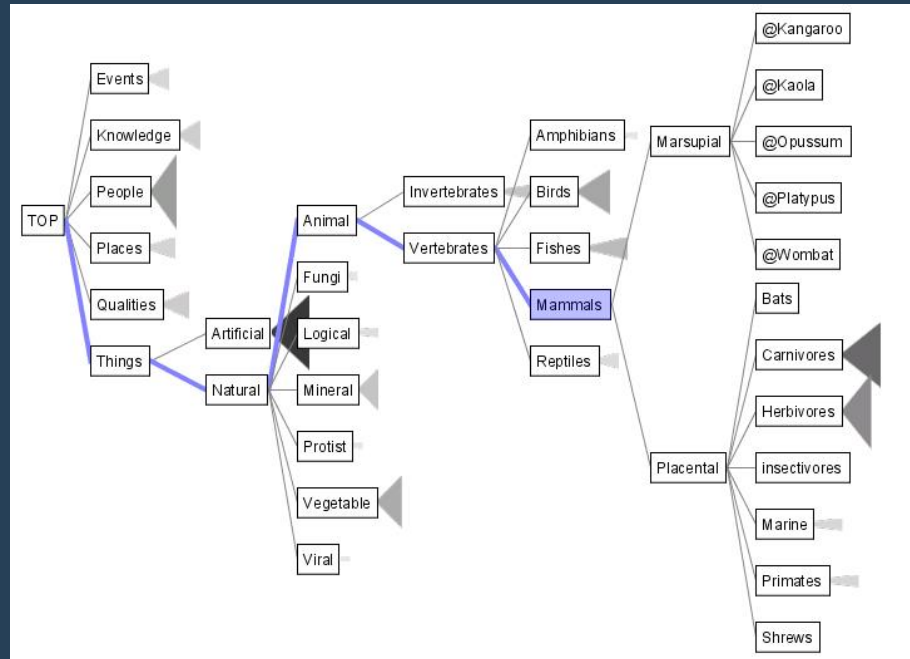 TOP
Events
Knowledge
People
Places
Qualities
Things
Artificial
Natural
Animal
Fungi
Logical
Mineral
Protist
Vegetable
Viral
Invertebrates
Vertebrates
Amphibians
Birds
Fishes
Mammals
Reptiles
Marsupial
Placental
@Kangaroo
@Kaola
@Opussum
@Platypus
@Wombat
Bats
Carnivores
Herbivores
insectivores
Marine
Primates
Shrews